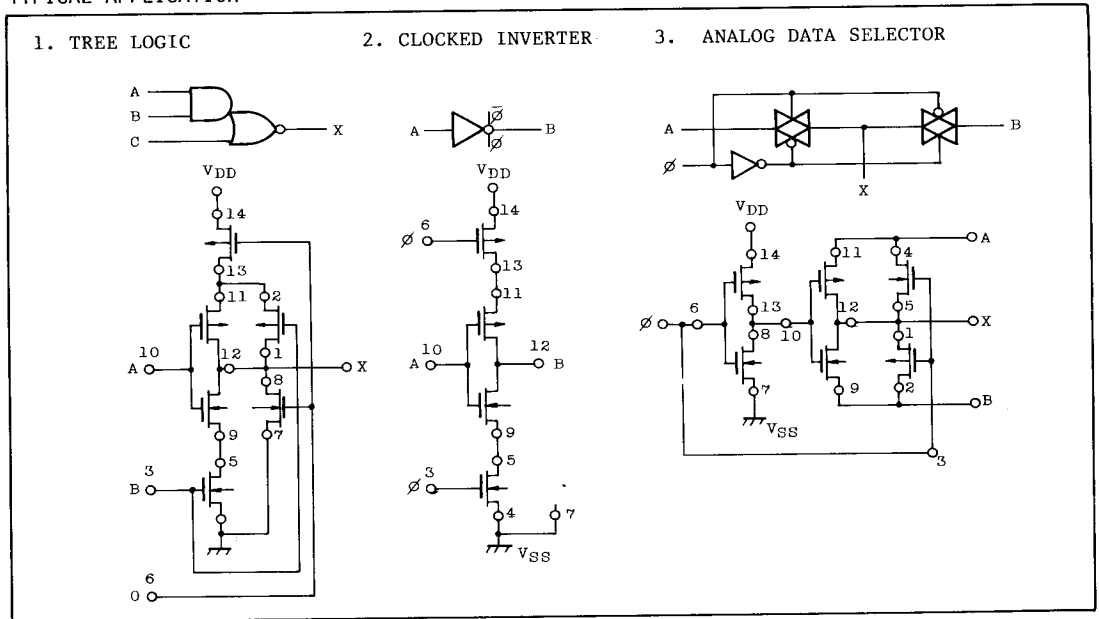 1. TREE LOGIC
2. CLOCKED INVERTER
3. ANALOG DATA SELECTOR
A
B
C
X
VDD
14
13
11
2
10
A
12
1
X
8
9
7
5
3
B
6
O
A
ø̅
ø
B
VDD
14
6
ø
13
11
10
A
12
B
9
5
3
ø
4
7
VSS
A
B
ø
X
VDD
14
11
4
A
6
ø
13
12
5
X
8
10
1
7
9
2
B
VSS
3